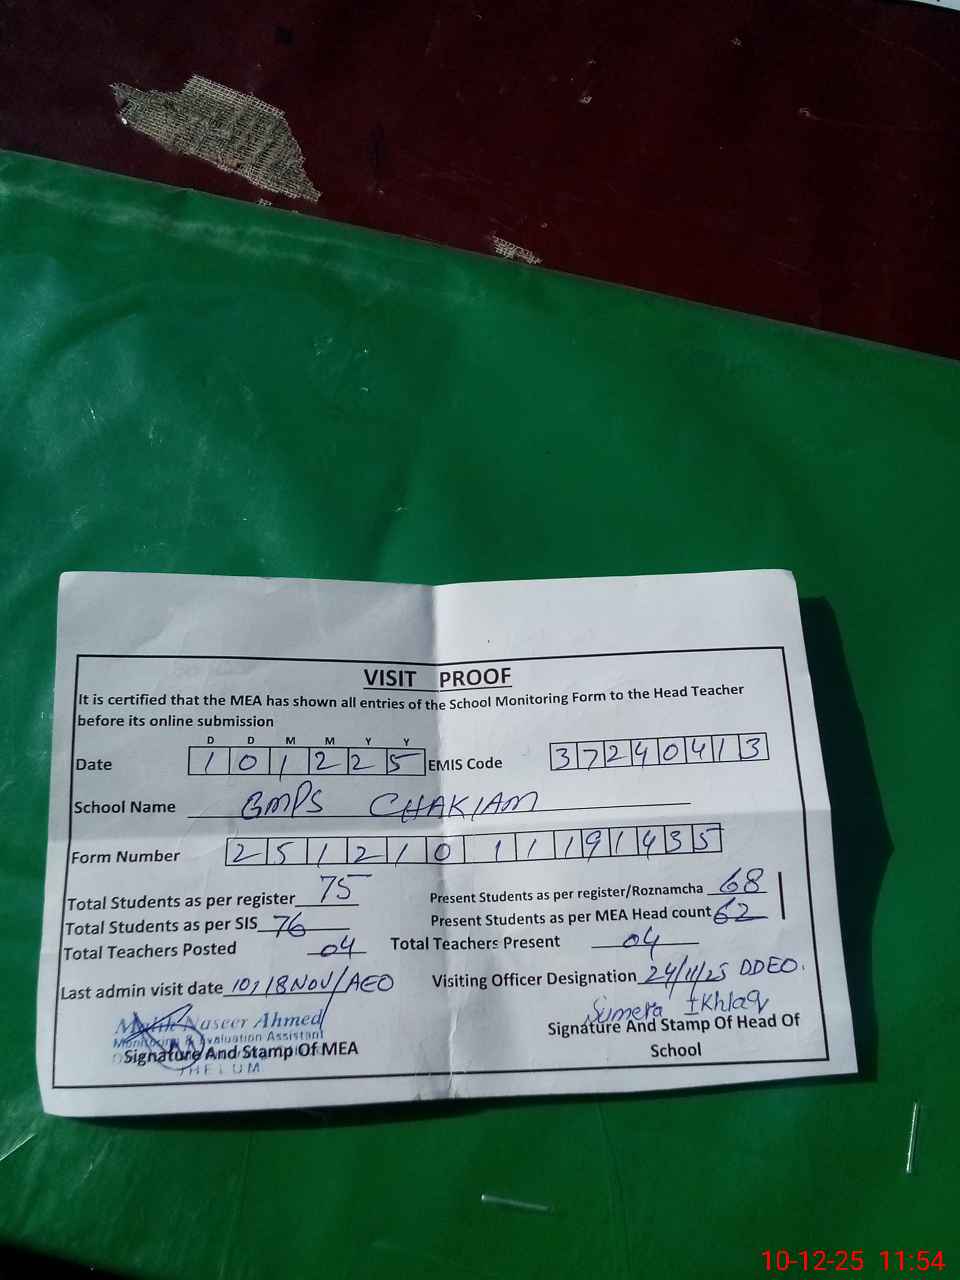 VISIT PROOF
It is certified that the MEA has shown all entries of the School Monitoring Form to the Head Teacher
before its online submission
D D M M Y Y
Date 1 0 1 2 2 5 EMIS Code 3 7 2 4 0 4 1 3
School Name GMPS CHAKIAM
Form Number 2 5 1 2 1 0 1 1 1 9 1 4 3 5
Total Students as per register 75 Present Students as per register/Roznamcha 68
Total Students as per SIS 76 Present Students as per MEA Head count 62
Total Teachers Posted 04 Total Teachers Present 04
Last admin visit date 10, 18 NOV/AEO Visiting Officer Designation 24/11/25 DDEO.
Naseer Ahmed Sumera Ikhlaq
Monitoring & Evaluation Assistant
Signature And Stamp Of MEA Signature And Stamp Of Head Of
School
JHELUM
10-12-25 11:54